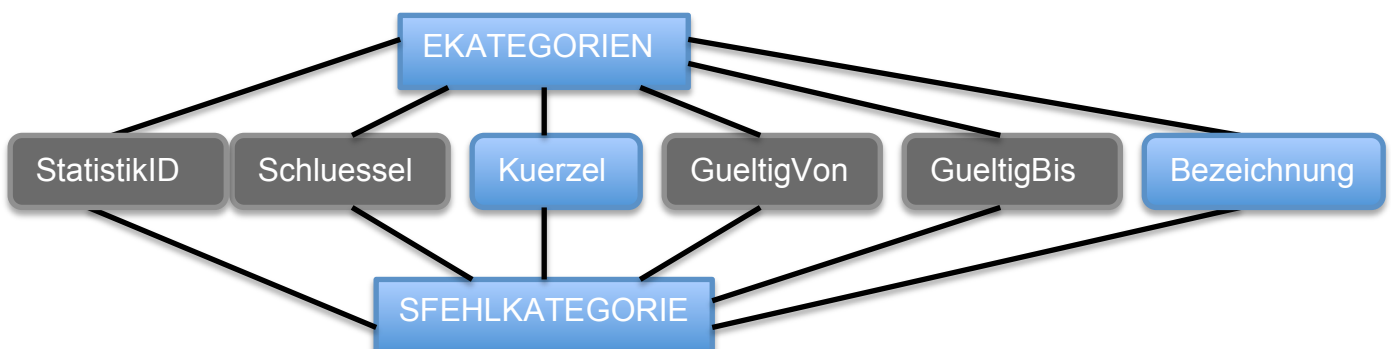 EKATEGORIEN
StatistikID
Schluessel
Kuerzel
GueltigVon
GueltigBis
Bezeichnung
SFEHLKATEGORIE